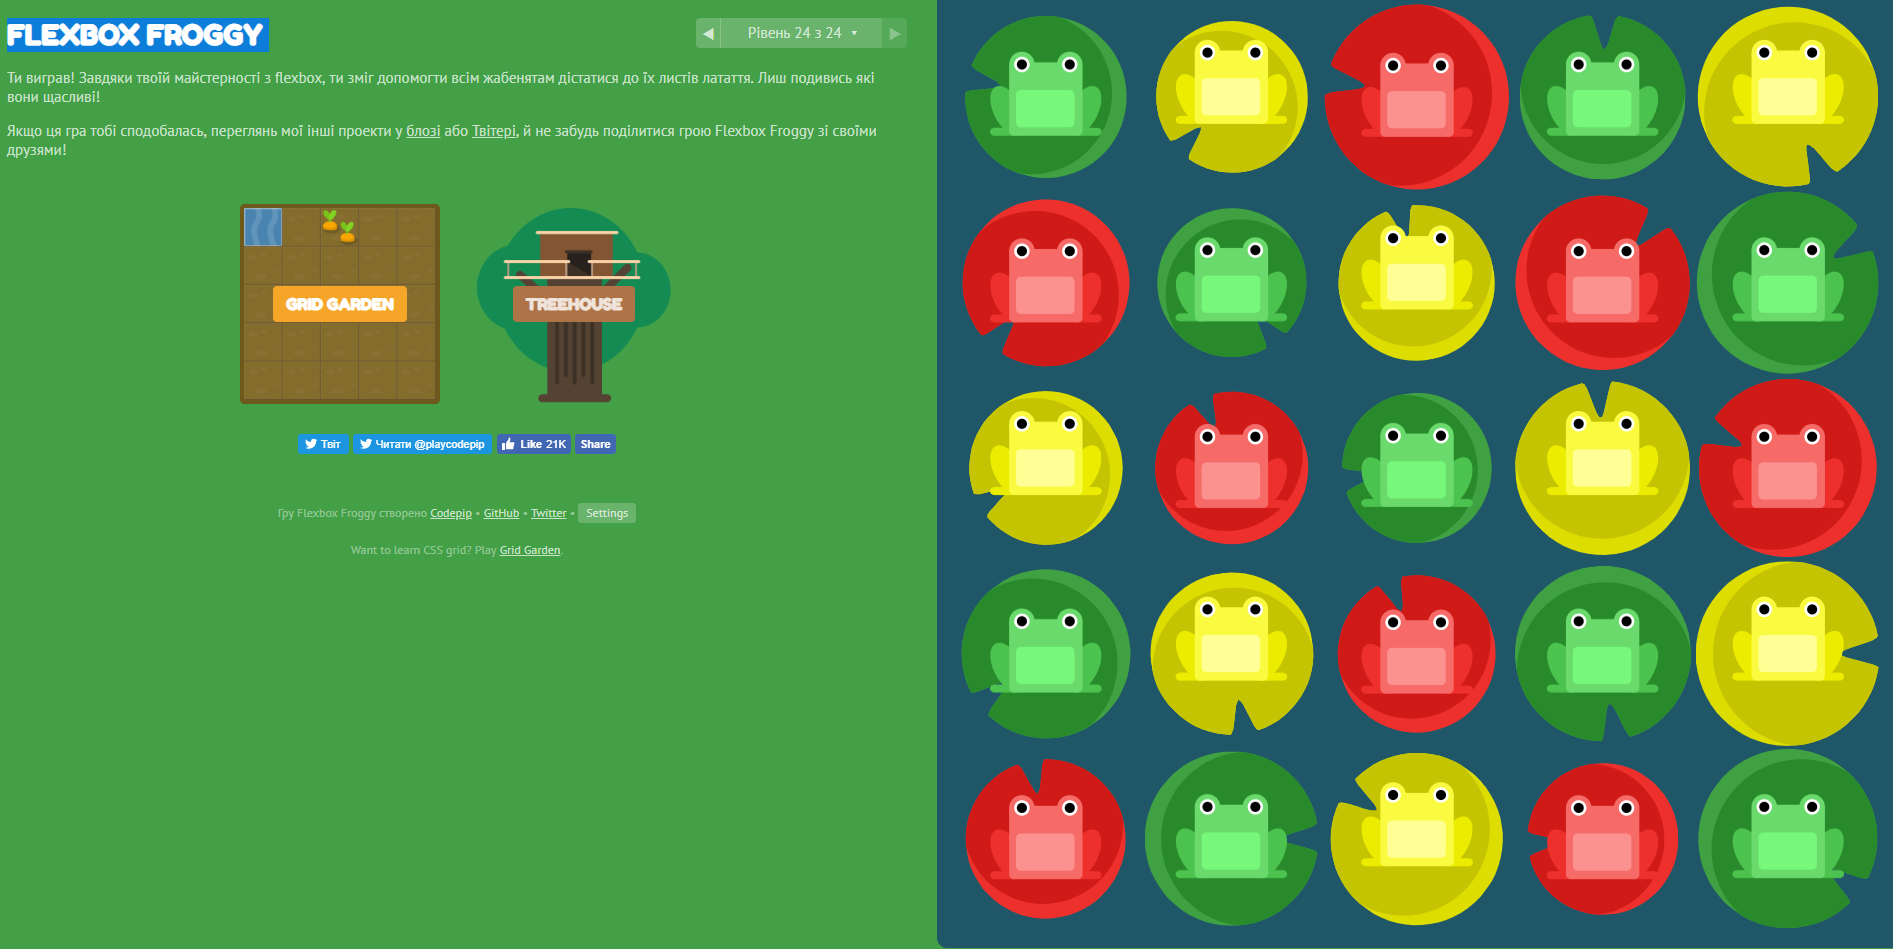 FLEXBOX FROGGY
◀ Рівень 24 з 24 ▼ ▶
Ти виграв! Завдяки твоїй майстерності з flexbox, ти зміг допомогти всім жабенятам дістатися до їх листів латаття. Лиш подивись які
вони щасливі!
Якщо ця гра тобі сподобалась, переглянь мої інші проекти у блозі або Твітері, й не забудь поділитися грою Flexbox Froggy зі своїми
друзями!
GRID GARDEN
TREEHOUSE
Твіт
Читати @playcodepip
Like 21K
Share
Гру Flexbox Froggy створено Codepip • GitHub • Twitter • Settings
Want to learn CSS grid? Play Grid Garden.